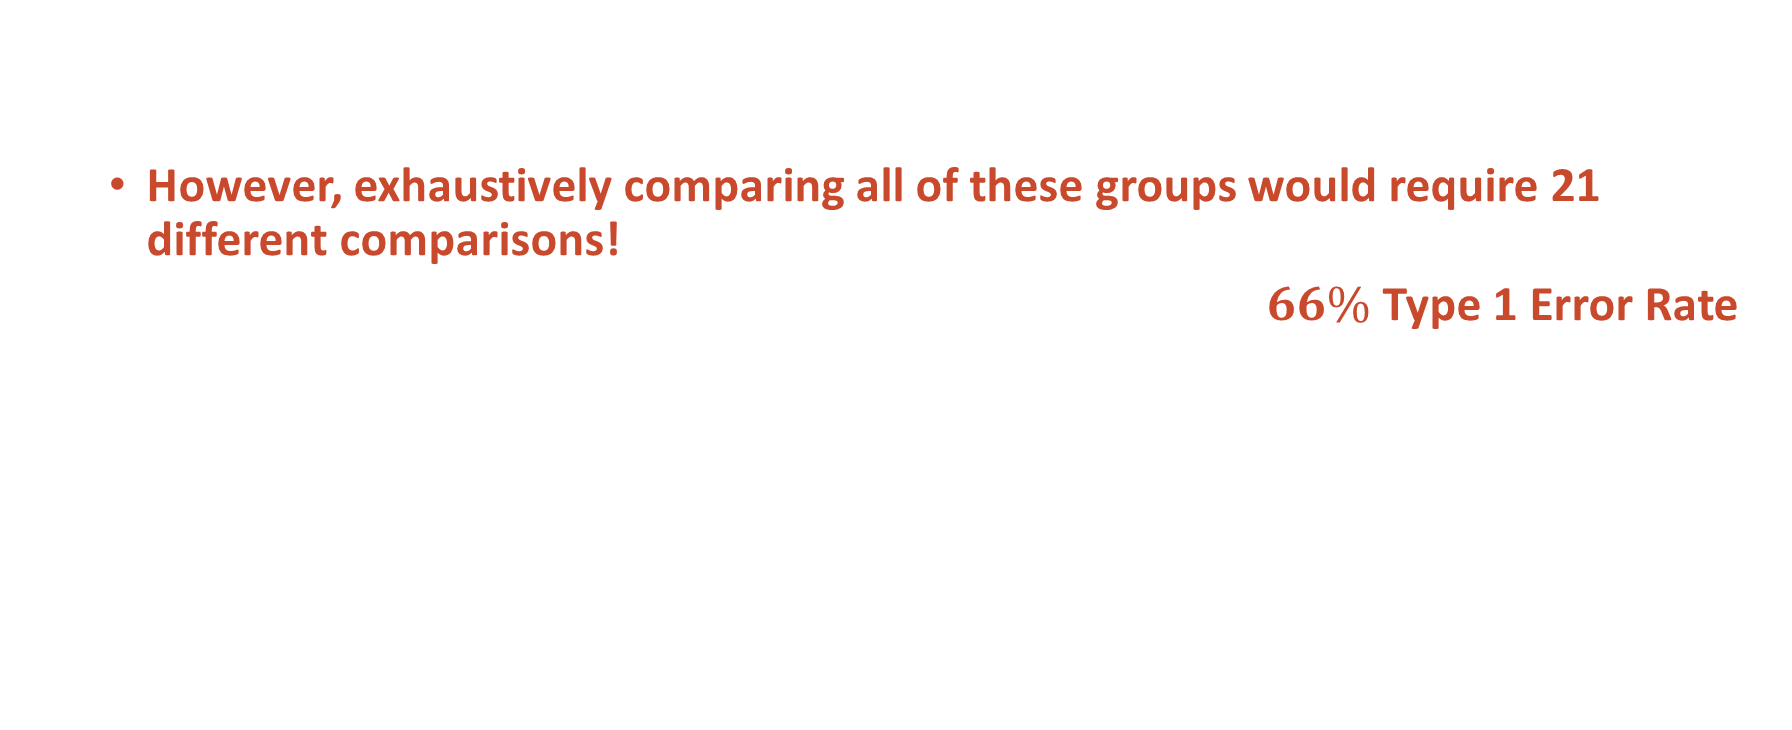 • However, exhaustively comparing all of these groups would require 21
different comparisons!
66% Type 1 Error Rate